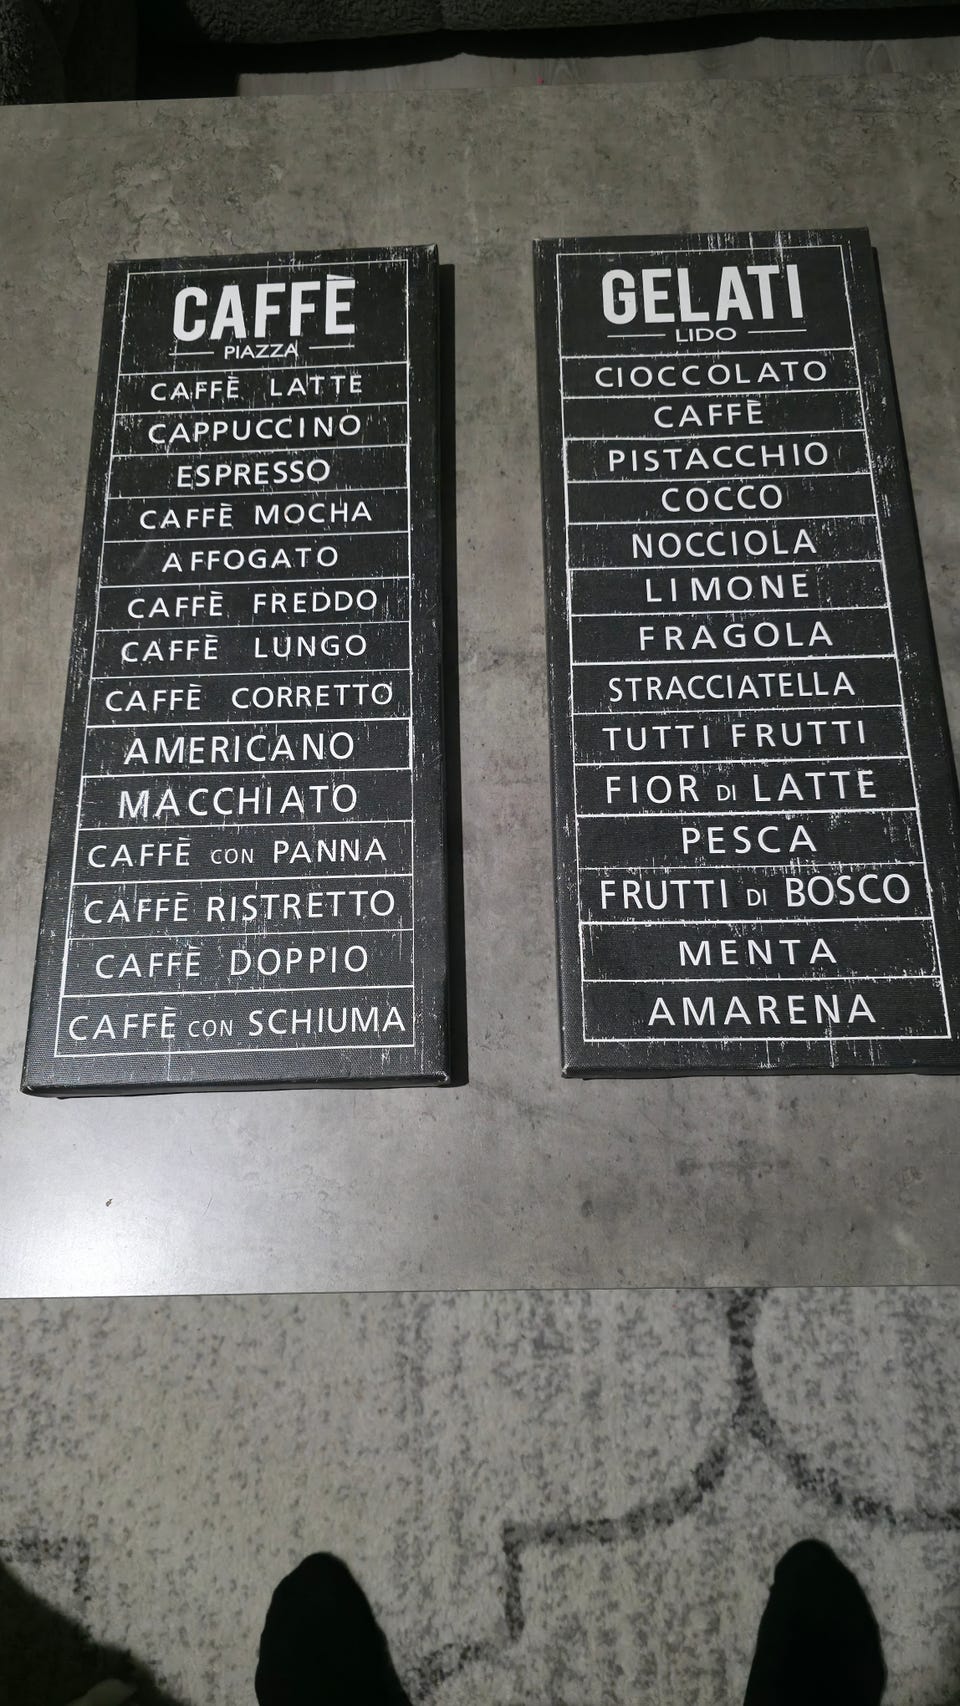 CAFFÈ
PIAZZA
CAFFÈ LATTE
CAPPUCCINO
ESPRESSO
CAFFÈ MOCHA
AFFOGATO
CAFFÈ FREDDO
CAFFÈ LUNGO
CAFFÈ CORRETTO
AMERICANO
MACCHIATO
CAFFÈ CON PANNA
CAFFÈ RISTRETTO
CAFFÈ DOPPIO
CAFFÈ CON SCHIUMA
GELATI
LIDO
CIOCCOLATO
CAFFÈ
PISTACCHIO
COCCO
NOCCIOLA
LIMONE
FRAGOLA
STRACCIATELLA
TUTTI FRUTTI
FIOR DI LATTE
PESCA
FRUTTI DI BOSCO
MENTA
AMARENA